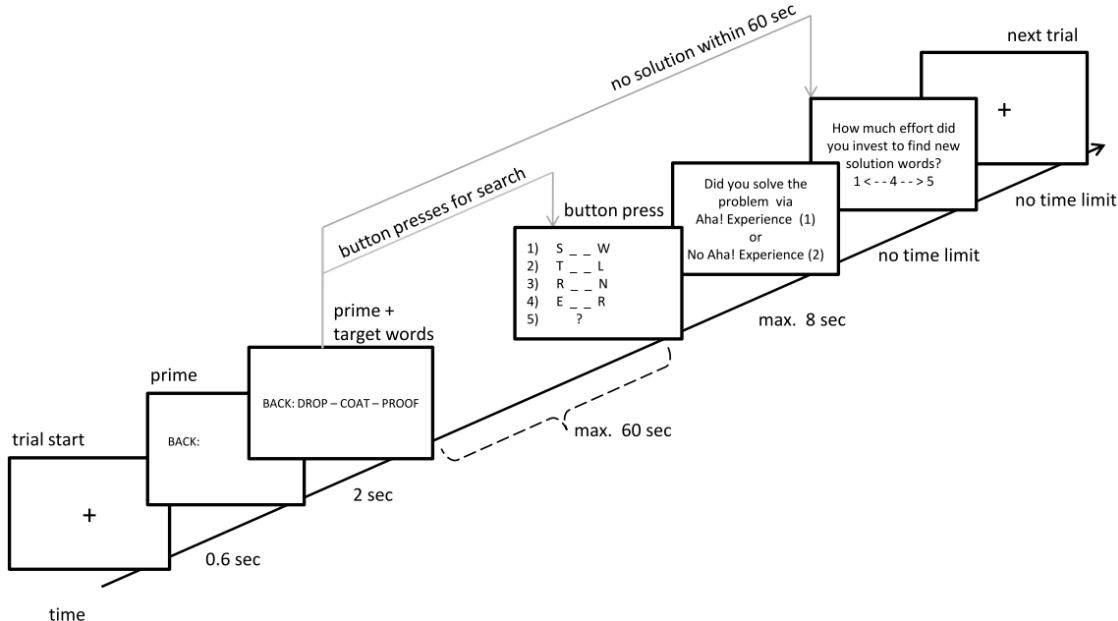 next trial
+
no solution within 60 sec
How much effort did
you invest to find new
solution words?
1 < - - 4 - - > 5
no time limit
button presses for search
button press
Did you solve the
problem via
Aha! Experience (1)
or
No Aha! Experience (2)
no time limit
1) S _ _ W
2) T _ _ L
3) R _ _ N
4) E _ _ R
5) ?
max. 8 sec
prime +
target words
BACK: DROP – COAT – PROOF
max. 60 sec
prime
BACK:
2 sec
trial start
+
0.6 sec
time